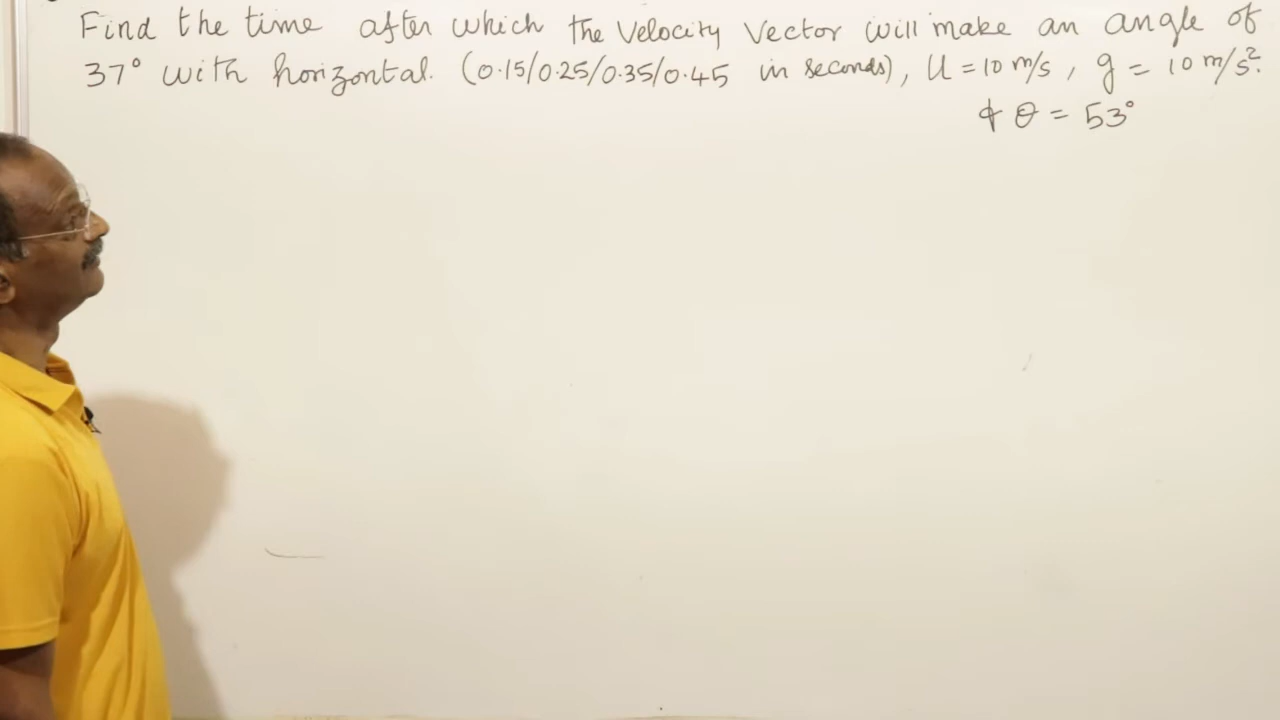 Find the time after which the Velocity Vector will make an angle of
37° with horizontal. (0.15/0.25/0.35/0.45 in seconds), U = 10 m/s, g = 10 m/s².
& θ = 53°